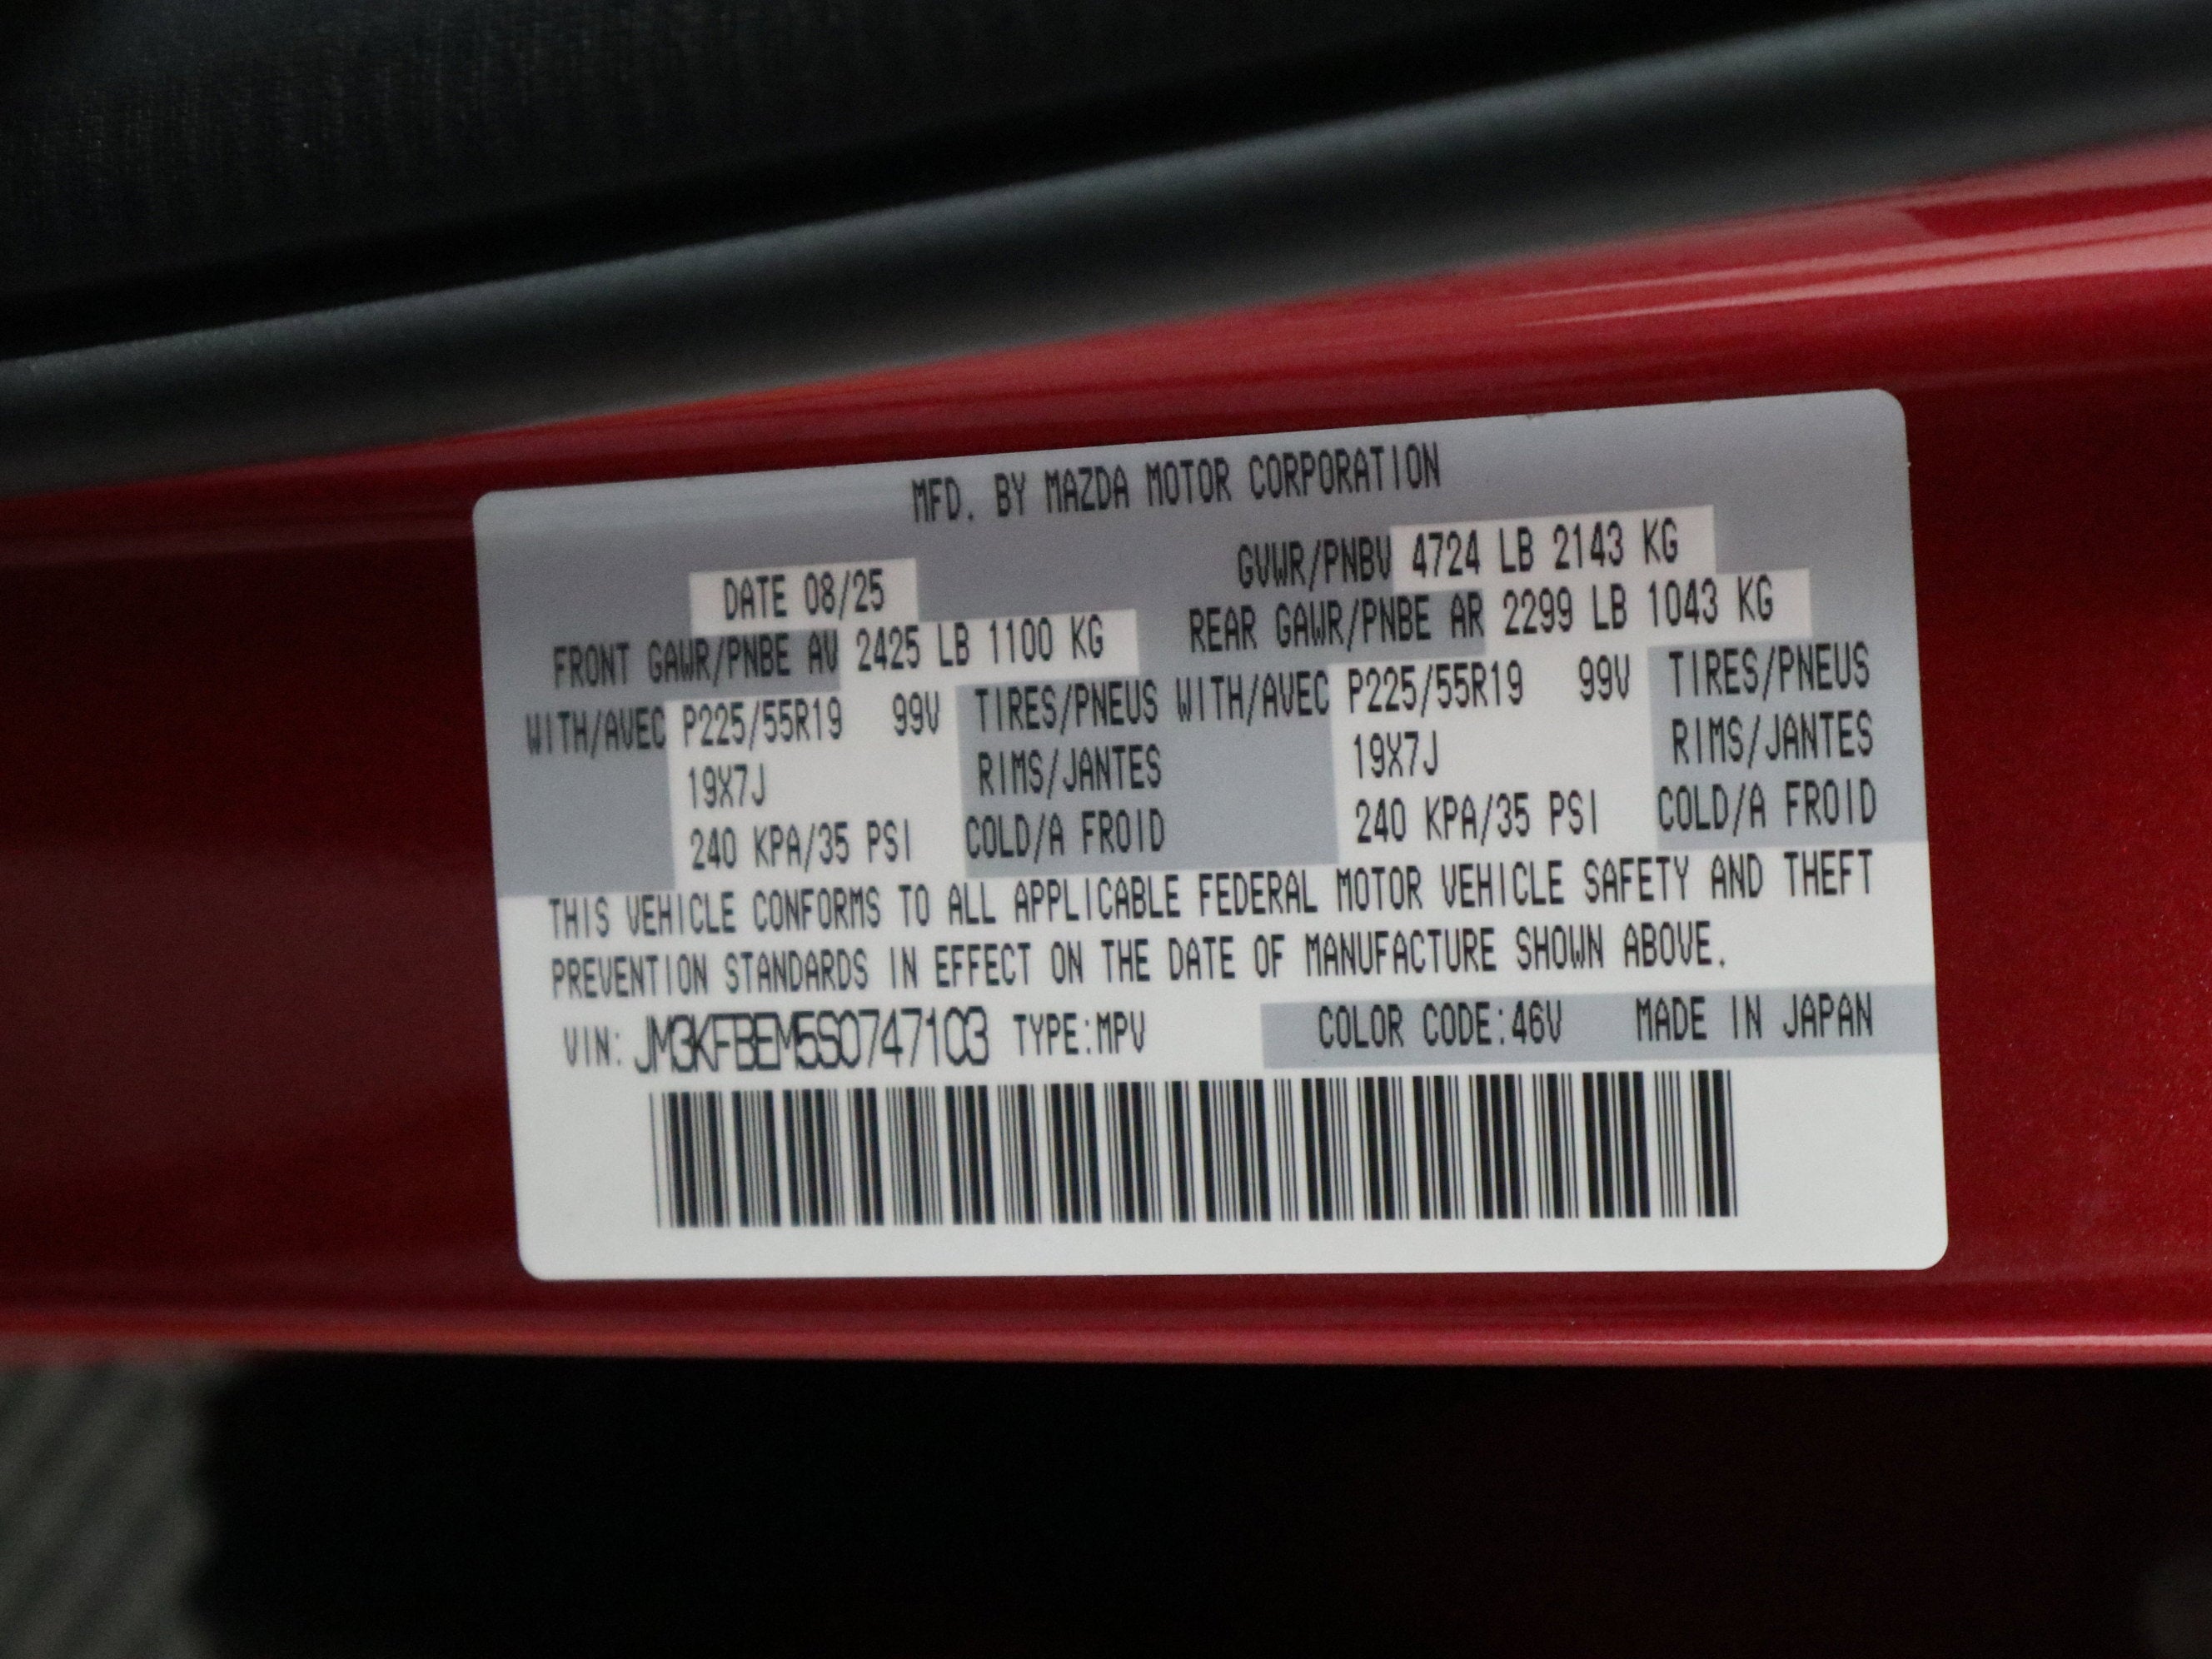 MFD. BY MAZDA MOTOR CORPORATION
DATE 08/25 GVWR/PNBV 4724 LB 2143 KG
FRONT GAWR/PNBE AV 2425 LB 1100 KG REAR GAWR/PNBE AR 2299 LB 1043 KG
WITH/AVEC P225/55R19 99V TIRES/PNEUS WITH/AVEC P225/55R19 99V TIRES/PNEUS
19X7J RIMS/JANTES 19X7J RIMS/JANTES
240 KPA/35 PSI COLD/A FROID 240 KPA/35 PSI COLD/A FROID
THIS VEHICLE CONFORMS TO ALL APPLICABLE FEDERAL MOTOR VEHICLE SAFETY AND THEFT
PREVENTION STANDARDS IN EFFECT ON THE DATE OF MANUFACTURE SHOWN ABOVE.
VIN: JM3KFBEM5S0747103 TYPE:MPV COLOR CODE:46V MADE IN JAPAN